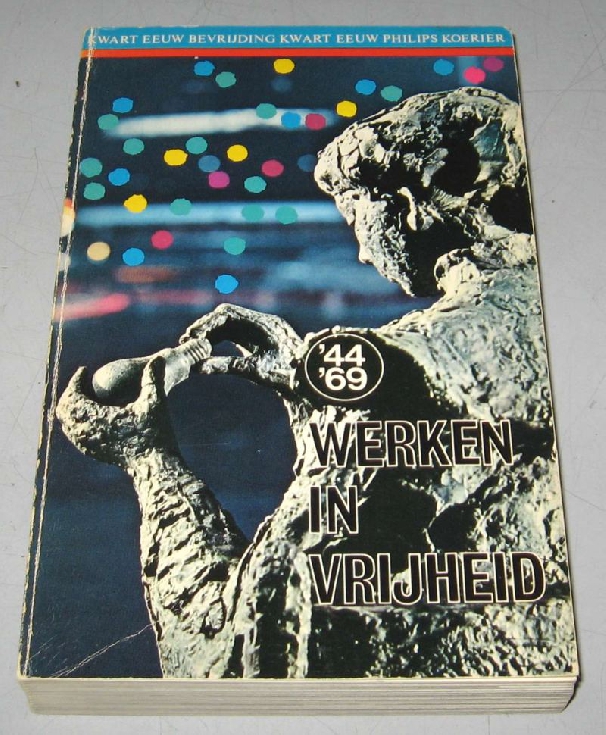 KWART EEUW BEVRIJDING KWART EEUW PHILIPS KOERIER
'44
'69
WERKEN
IN
VRIJHEID